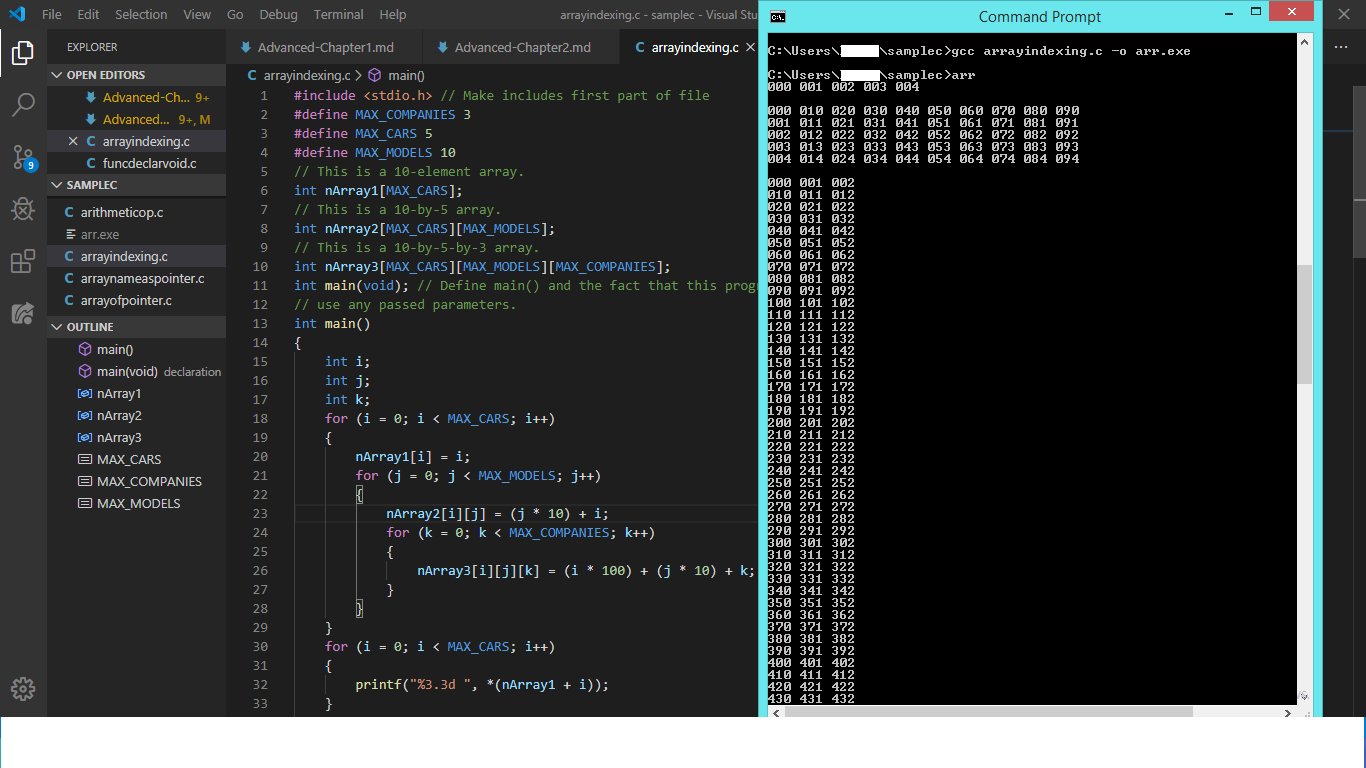 File Edit Selection View Go Debug Terminal Help
arrayindexing.c - samplec - Visual Stu
EXPLORER
OPEN EDITORS
Advanced-Ch... 9+
Advanced... 9+, M
arrayindexing.c
funcdeclarvoid.c
SAMPLEC
arithmeticop.c
arr.exe
arrayindexing.c
arraynameaspointer.c
arrayofpointer.c
OUTLINE
main()
main(void) declaration
nArray1
nArray2
nArray3
MAX_CARS
MAX_COMPANIES
MAX_MODELS
9
Advanced-Chapter1.md Advanced-Chapter2.md arrayindexing.c
arrayindexing.c > main()
1 #include <stdio.h> // Make includes first part of file
2 #define MAX_COMPANIES 3
3 #define MAX_CARS 5
4 #define MAX_MODELS 10
5 // This is a 10-element array.
6 int nArray1[MAX_CARS];
7 // This is a 10-by-5 array.
8 int nArray2[MAX_CARS][MAX_MODELS];
9 // This is a 10-by-5-by-3 array.
10 int nArray3[MAX_CARS][MAX_MODELS][MAX_COMPANIES];
11 int main(void); // Define main() and the fact that this prog
12 // use any passed parameters.
13 int main()
14 {
15 int i;
16 int j;
17 int k;
18 for (i = 0; i < MAX_CARS; i++)
19 {
20 nArray1[i] = i;
21 for (j = 0; j < MAX_MODELS; j++)
22 {
23 nArray2[i][j] = (j * 10) + i;
24 for (k = 0; k < MAX_COMPANIES; k++)
25 {
26 nArray3[i][j][k] = (i * 100) + (j * 10) + k;
27 }
28 }
29 }
30 for (i = 0; i < MAX_CARS; i++)
31 {
32 printf("%3.3d ", *(nArray1 + i));
33 }
Command Prompt
C:\Users\ \samplec>gcc arrayindexing.c -o arr.exe
C:\Users\ \samplec>arr
000 001 002 003 004
000 010 020 030 040 050 060 070 080 090
001 011 021 031 041 051 061 071 081 091
002 012 022 032 042 052 062 072 082 092
003 013 023 033 043 053 063 073 083 093
004 014 024 034 044 054 064 074 084 094
000 001 002
010 011 012
020 021 022
030 031 032
040 041 042
050 051 052
060 061 062
070 071 072
080 081 082
090 091 092
100 101 102
110 111 112
120 121 122
130 131 132
140 141 142
150 151 152
160 161 162
170 171 172
180 181 182
190 191 192
200 201 202
210 211 212
220 221 222
230 231 232
240 241 242
250 251 252
260 261 262
270 271 272
280 281 282
290 291 292
300 301 302
310 311 312
320 321 322
330 331 332
340 341 342
350 351 352
360 361 362
370 371 372
380 381 382
390 391 392
400 401 402
410 411 412
420 421 422
430 431 432